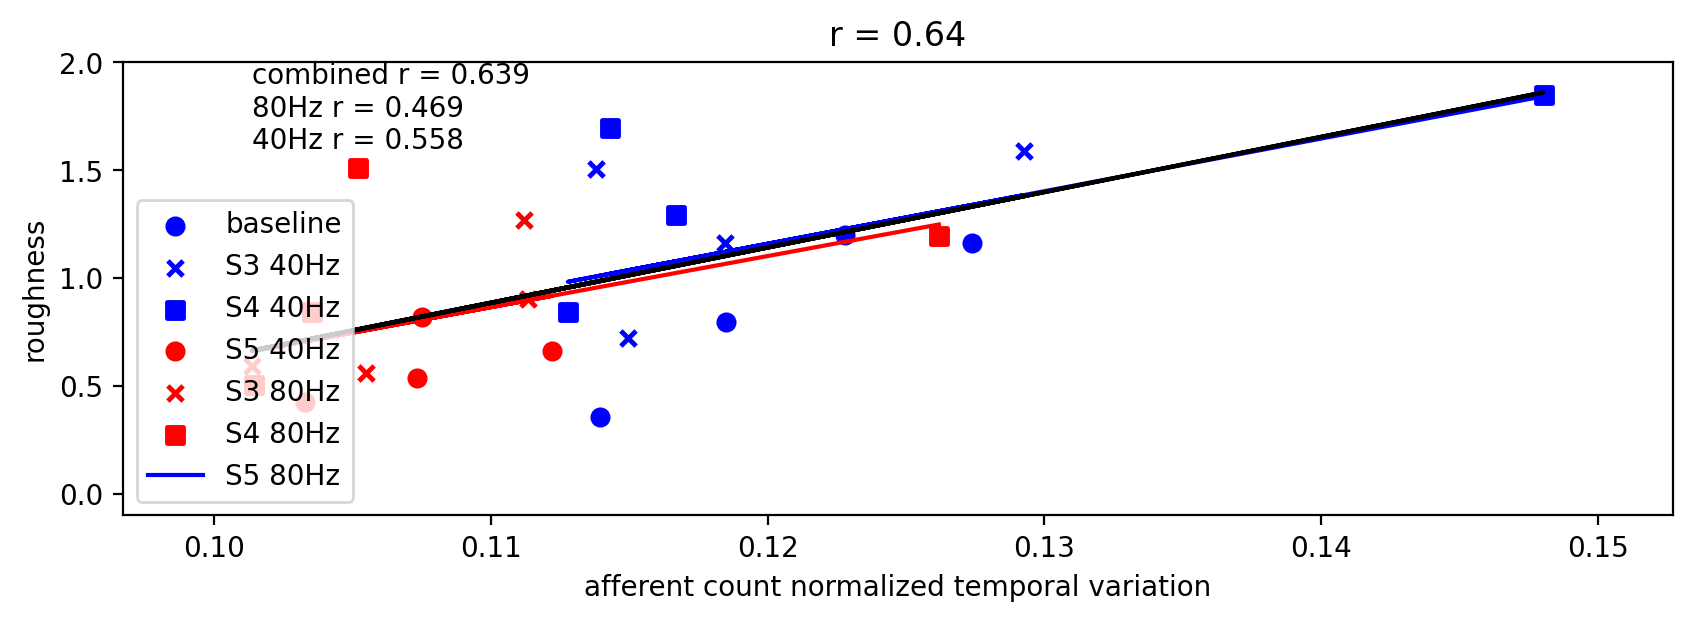 r = 0.64
combined r = 0.639
80Hz r = 0.469
40Hz r = 0.558
2.0
1.5
1.0
0.5
0.0
roughness
baseline
S3 40Hz
S4 40Hz
S5 40Hz
S3 80Hz
S4 80Hz
S5 80Hz
0.10 0.11 0.12 0.13 0.14 0.15
afferent count normalized temporal variation